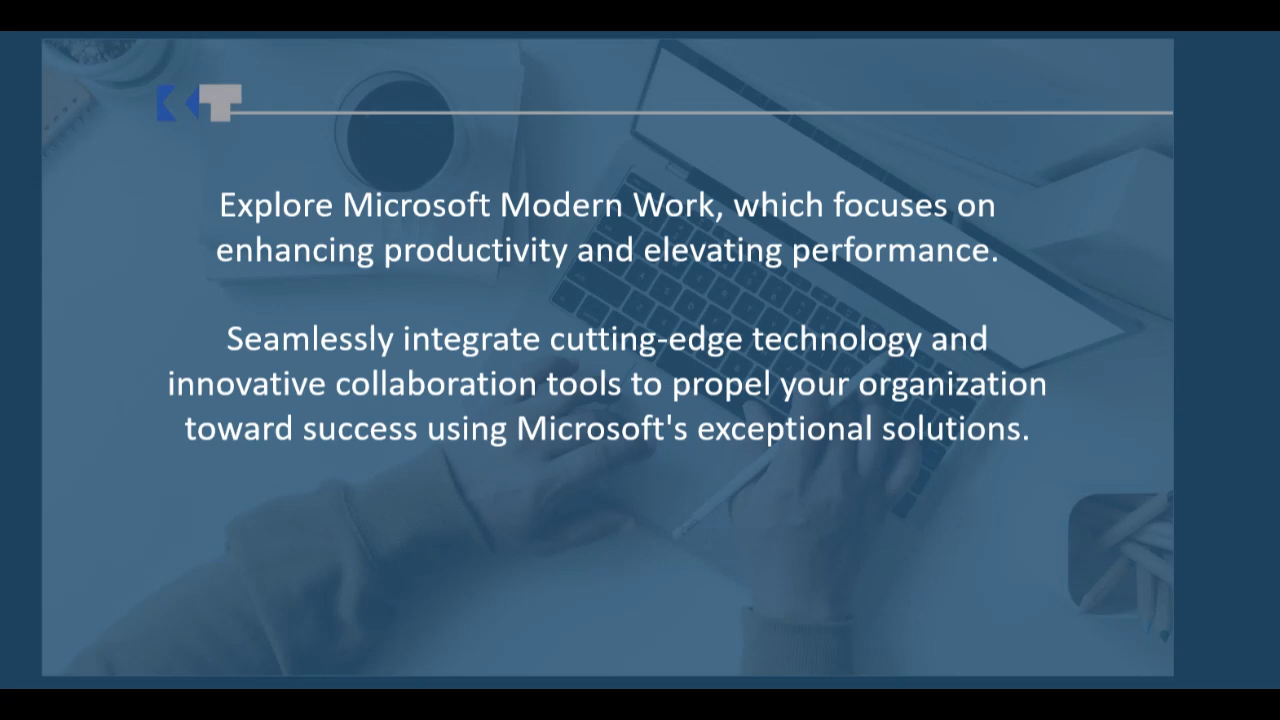 Explore Microsoft Modern Work, which focuses on
enhancing productivity and elevating performance.
Seamlessly integrate cutting-edge technology and
innovative collaboration tools to propel your organization
toward success using Microsoft's exceptional solutions.